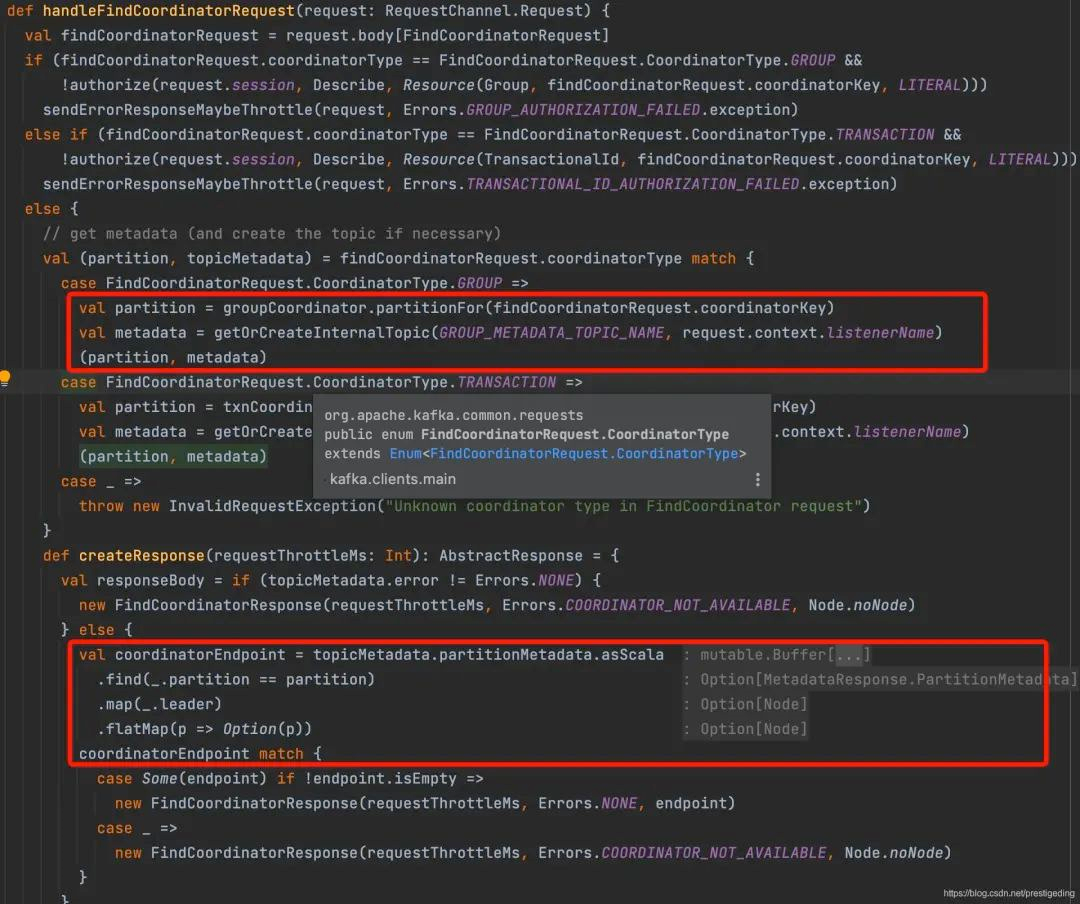 def handleFindCoordinatorRequest(request: RequestChannel.Request) {
val findCoordinatorRequest = request.body[FindCoordinatorRequest]
if (findCoordinatorRequest.coordinatorType == FindCoordinatorRequest.CoordinatorType.GROUP &&
!authorize(request.session, Describe, Resource(Group, findCoordinatorRequest.coordinatorKey, LITERAL)))
sendErrorResponseMaybeThrottle(request, Errors.GROUP_AUTHORIZATION_FAILED.exception)
else if (findCoordinatorRequest.coordinatorType == FindCoordinatorRequest.CoordinatorType.TRANSACTION &&
!authorize(request.session, Describe, Resource(TransactionalId, findCoordinatorRequest.coordinatorKey, LITERAL)))
sendErrorResponseMaybeThrottle(request, Errors.TRANSACTIONAL_ID_AUTHORIZATION_FAILED.exception)
else {
// get metadata (and create the topic if necessary)
val (partition, topicMetadata) = findCoordinatorRequest.coordinatorType match {
case FindCoordinatorRequest.CoordinatorType.GROUP =>
val partition = groupCoordinator.partitionFor(findCoordinatorRequest.coordinatorKey)
val metadata = getOrCreateInternalTopic(GROUP_METADATA_TOPIC_NAME, request.context.listenerName)
(partition, metadata)
case FindCoordinatorRequest.CoordinatorType.TRANSACTION =>
val partition = txnCoordin rKey)
val metadata = getOrCreate .context.listenerName)
(partition, metadata)
org.apache.kafka.common.requests
public enum FindCoordinatorRequest.CoordinatorType
extends Enum<FindCoordinatorRequest.CoordinatorType>
kafka.clients.main
case _ =>
throw new InvalidRequestException("Unknown coordinator type in FindCoordinator request")
}
def createResponse(requestThrottleMs: Int): AbstractResponse = {
val responseBody = if (topicMetadata.error != Errors.NONE) {
new FindCoordinatorResponse(requestThrottleMs, Errors.COORDINATOR_NOT_AVAILABLE, Node.noNode)
} else {
val coordinatorEndpoint = topicMetadata.partitionMetadata.asScala : mutable.Buffer[...]
.find(_.partition == partition) : Option[MetadataResponse.PartitionMetadata]
.map(_.leader) : Option[Node]
.flatMap(p => Option(p)) : Option[Node]
coordinatorEndpoint match {
case Some(endpoint) if !endpoint.isEmpty =>
new FindCoordinatorResponse(requestThrottleMs, Errors.NONE, endpoint)
case _ =>
new FindCoordinatorResponse(requestThrottleMs, Errors.COORDINATOR_NOT_AVAILABLE, Node.noNode)
}
}
https://blog.csdn.net/prestigeding